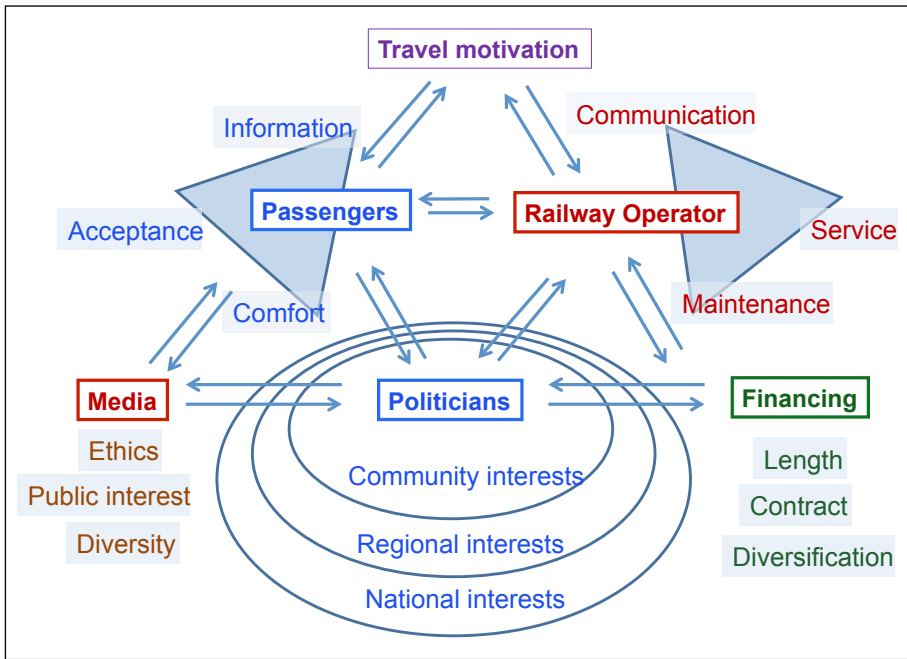 Travel motivation
Information
Communication
Passengers
Railway Operator
Acceptance
Service
Comfort
Maintenance
Media
Politicians
Financing
Ethics
Public interest
Diversity
Community interests
Regional interests
National interests
Length
Contract
Diversification